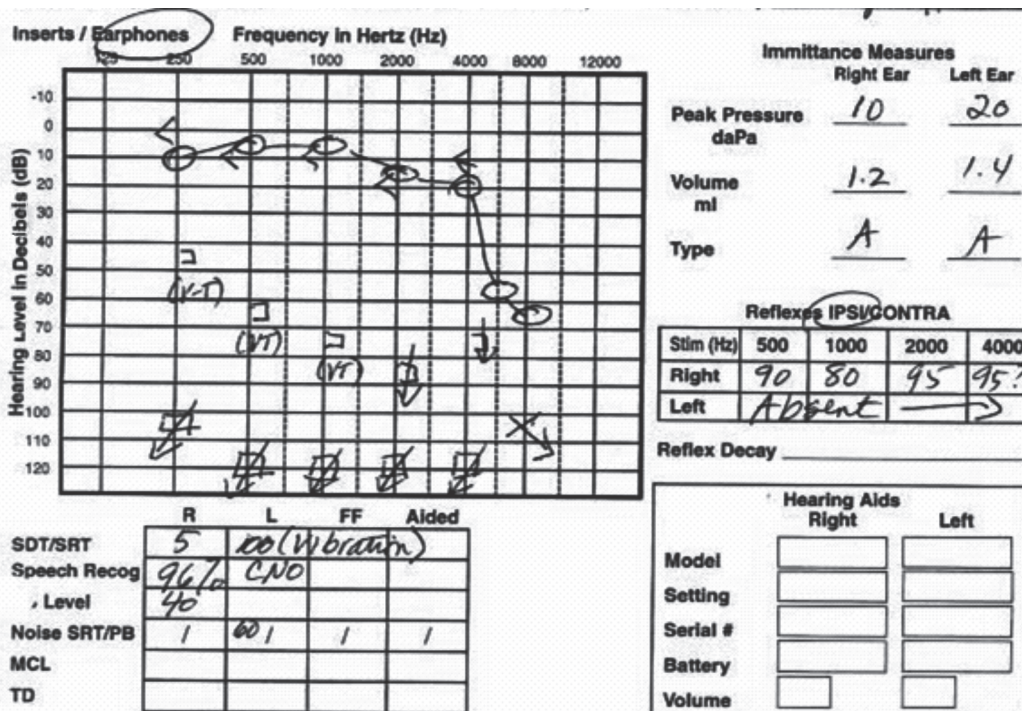 Inserts / Earphones Frequency in Hertz (Hz)
125 250 500 1000 2000 4000 8000 12000
-10
0
10
20
30
40
50
60
70
80
90
100
110
120
Hearing Level in Decibels (dB)
(V-T)
(VT)
(VT)
Immittance Measures
Right Ear Left Ear
Peak Pressure daPa 10 20
Volume ml 1.2 1.4
Type A A
Reflexes IPSI/CONTRA
Stim (Hz) 500 1000 2000 4000
Right 90 80 95 95?
Left Absent
Reflex Decay
R L FF Aided
SDT/SRT 5 100 (Vibration)
Speech Recog 96% CNO
Level 40
Noise SRT/PB / 60 / / /
MCL
TD
Hearing Aids
Right Left
Model
Setting
Serial #
Battery
Volume